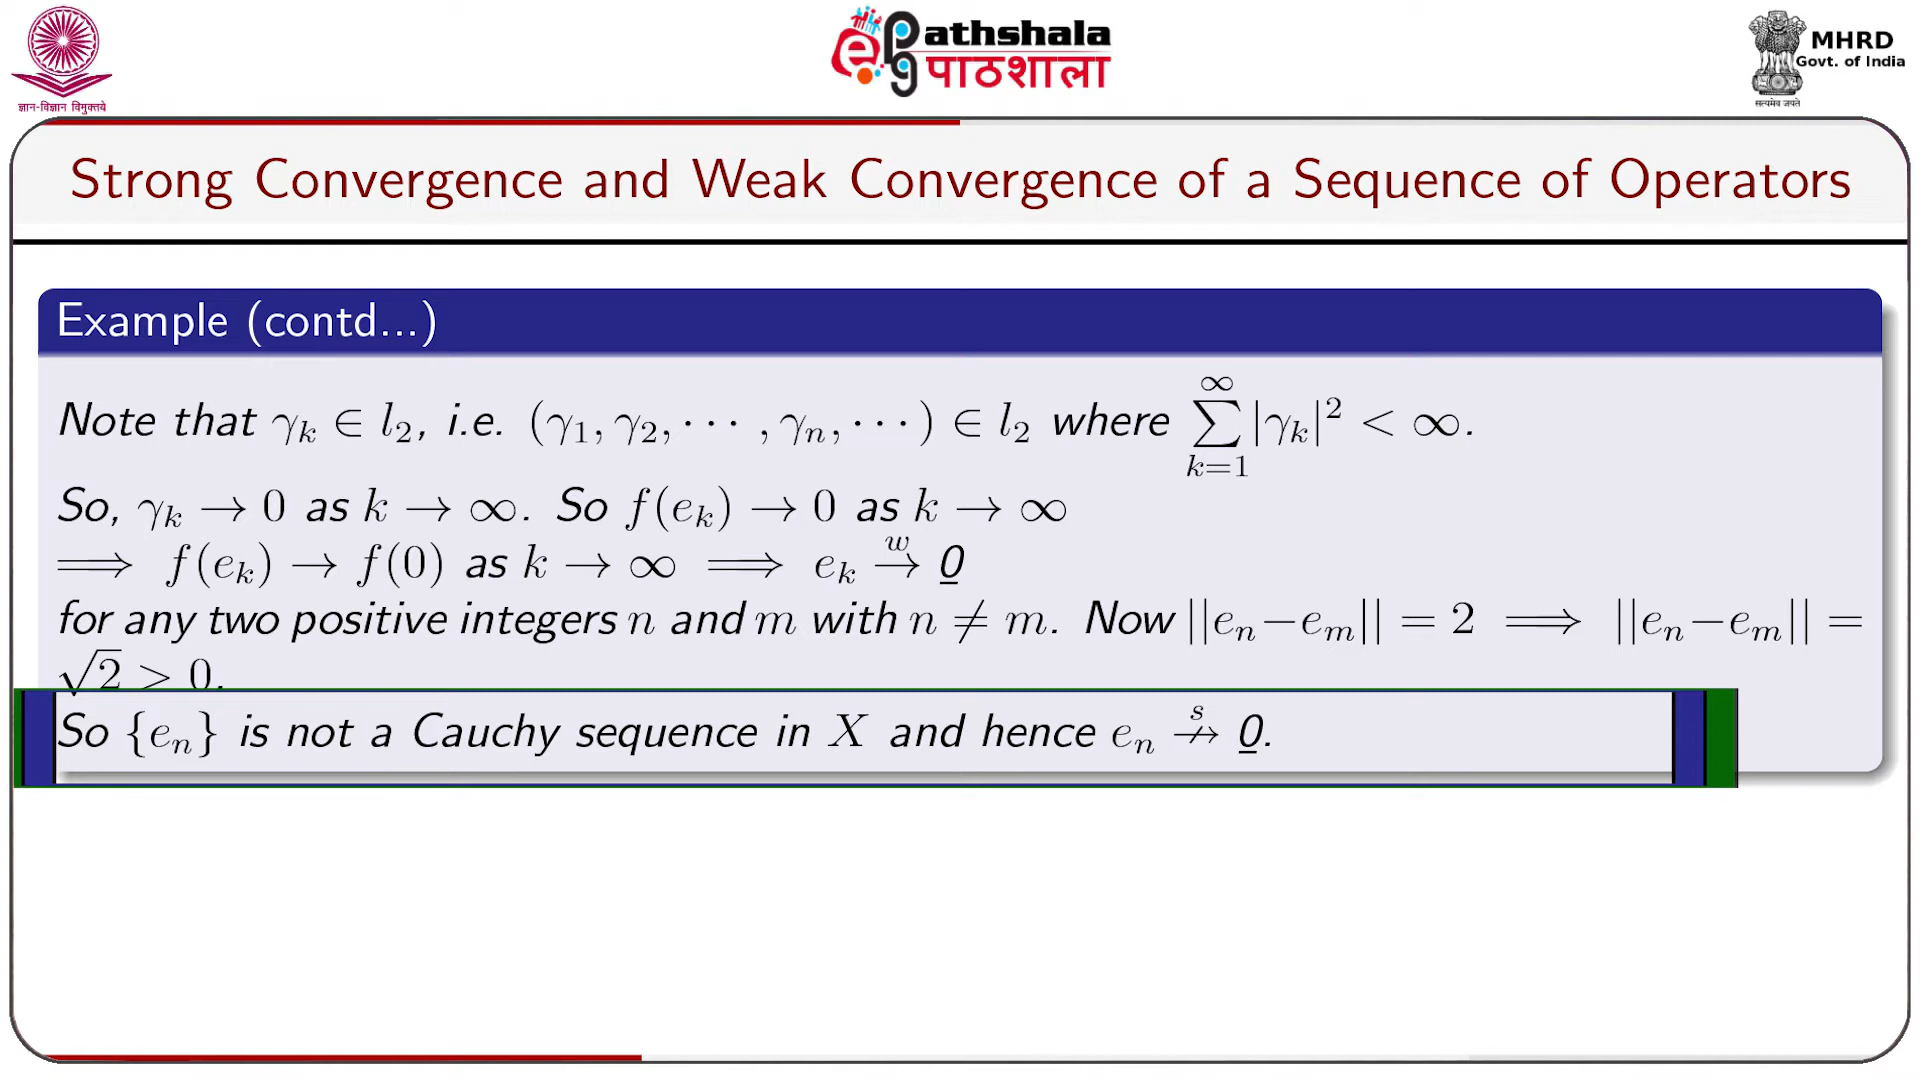 ज्ञान-विज्ञान विमुक्तये
ePG Pathshala
पाठशाला
MHRD
Govt. of India
सत्यमेव जयते
Strong Convergence and Weak Convergence of a Sequence of Operators
Example (contd...)
Note that γ_k ∈ l_2, i.e. (γ_1, γ_2, ⋯ , γ_n, ⋯ ) ∈ l_2 where ∑_{k=1}^{∞} |γ_k|^2 < ∞.
So, γ_k → 0 as k → ∞. So f(e_k) → 0 as k → ∞
⟹ f(e_k) → f(0) as k → ∞ ⟹ e_k →^w 0̲
for any two positive integers n and m with n ≠ m. Now ||e_n−e_m|| = 2 ⟹ ||e_n−e_m|| =
√2 > 0.
So {e_n} is not a Cauchy sequence in X and hence e_n ↛^s 0̲.